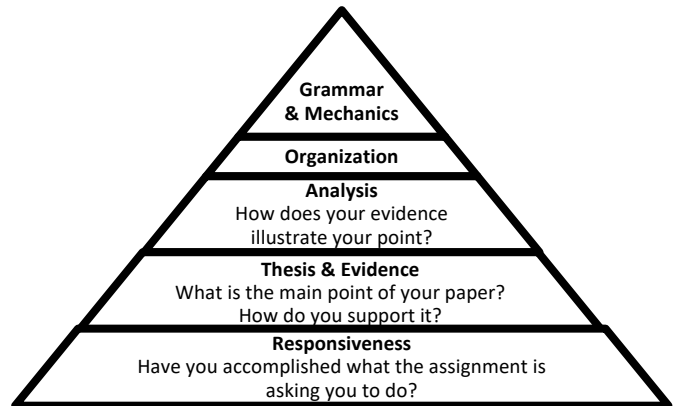 Grammar
& Mechanics
Organization
Analysis
How does your evidence
illustrate your point?
Thesis & Evidence
What is the main point of your paper?
How do you support it?
Responsiveness
Have you accomplished what the assignment is
asking you to do?